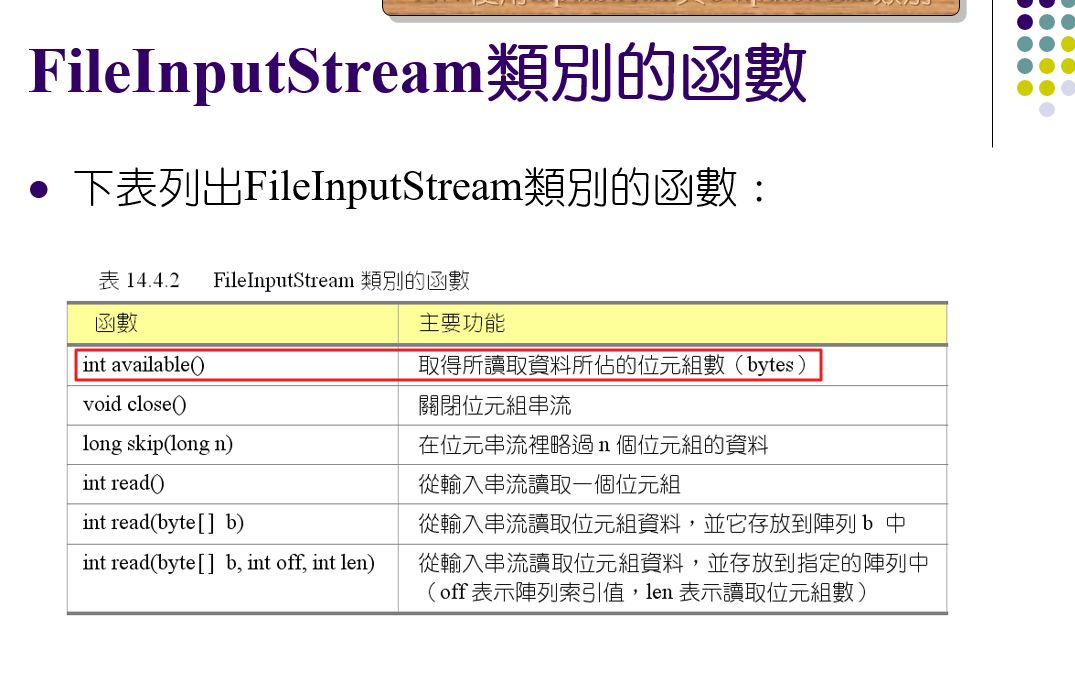 FileInputStream類別的函數
下表列出FileInputStream類別的函數：
表 14.4.2 FileInputStream 類別的函數
函數 主要功能
int available() 取得所讀取資料所佔的位元組數（bytes）
void close() 關閉位元組串流
long skip(long n) 在位元串流裡略過 n 個位元組的資料
int read() 從輸入串流讀取一個位元組
int read(byte[] b) 從輸入串流讀取位元組資料，並它存放到陣列 b 中
int read(byte[] b, int off, int len) 從輸入串流讀取位元組資料，並存放到指定的陣列中
（off 表示陣列索引值，len 表示讀取位元組數）